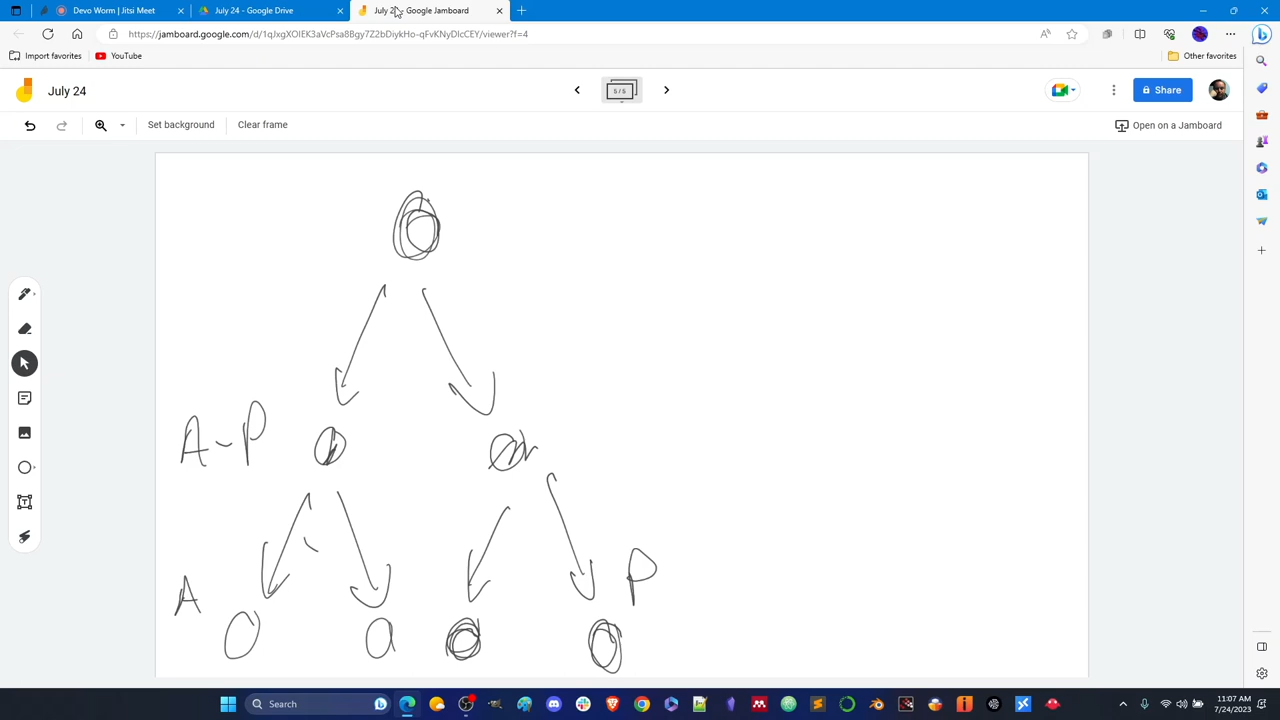 Devo Worm | Jitsi Meet
July 24 - Google Drive
July 2 - Google Jamboard
https://jamboard.google.com/d/1qJxgXOIEK3aVcPsa8Bgy7Z2bDiykHo-qFvKNyDIcCEY/viewer?f=4
Import favorites
YouTube
Other favorites
July 24
5 / 5
Share
Set background
Clear frame
Open on a Jamboard
A-P
A
P
Search
11:07 AM
7/24/2023